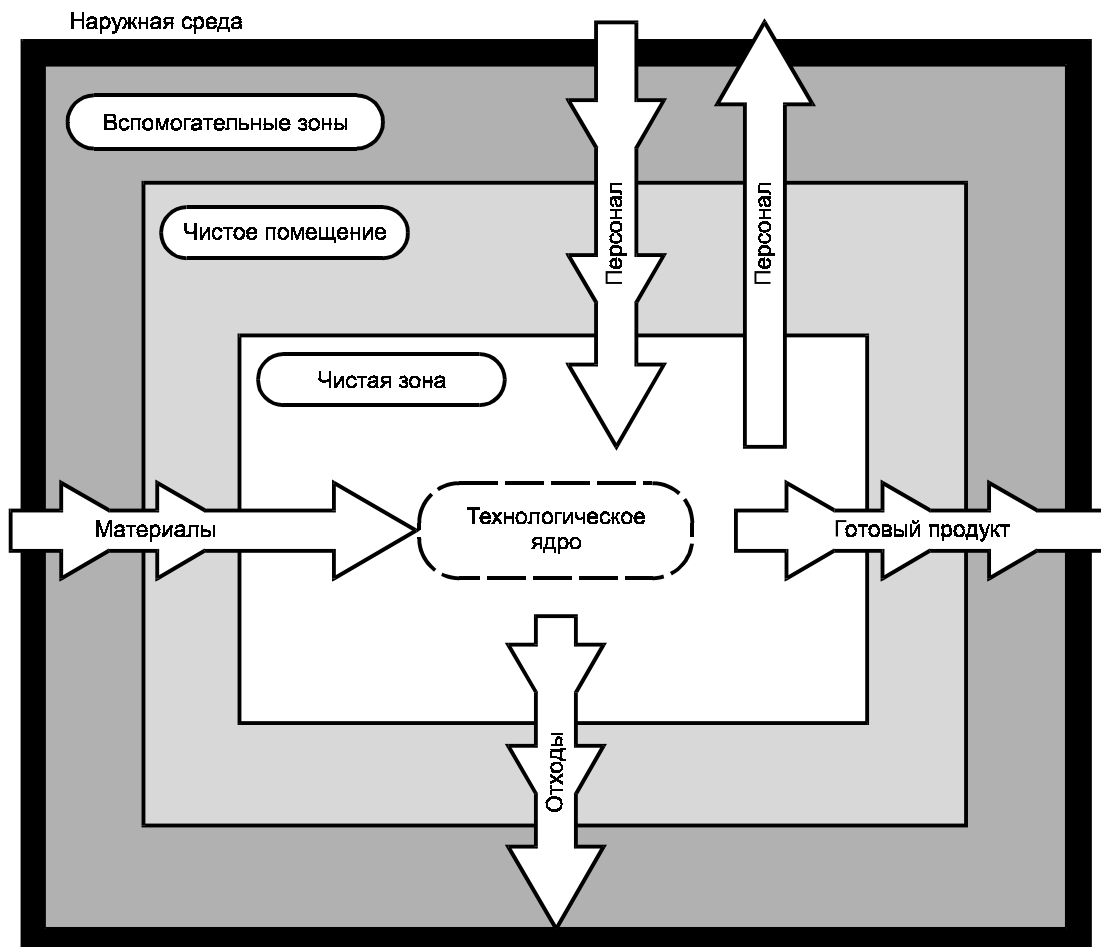 Наружная среда
Вспомогательные зоны
Чистое помещение
Персонал
Персонал
Чистая зона
Материалы
Технологическое
ядро
Готовый продукт
Отходы